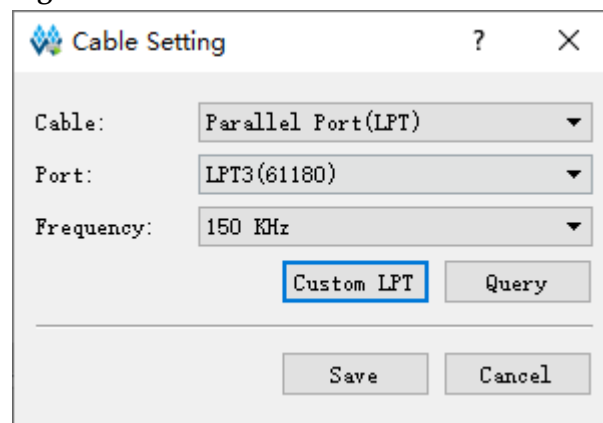 Cable Setting ? ×
Cable: Parallel Port(LPT)
Port: LPT3(61180)
Frequency: 150 KHz
Custom LPT Query
Save Cancel